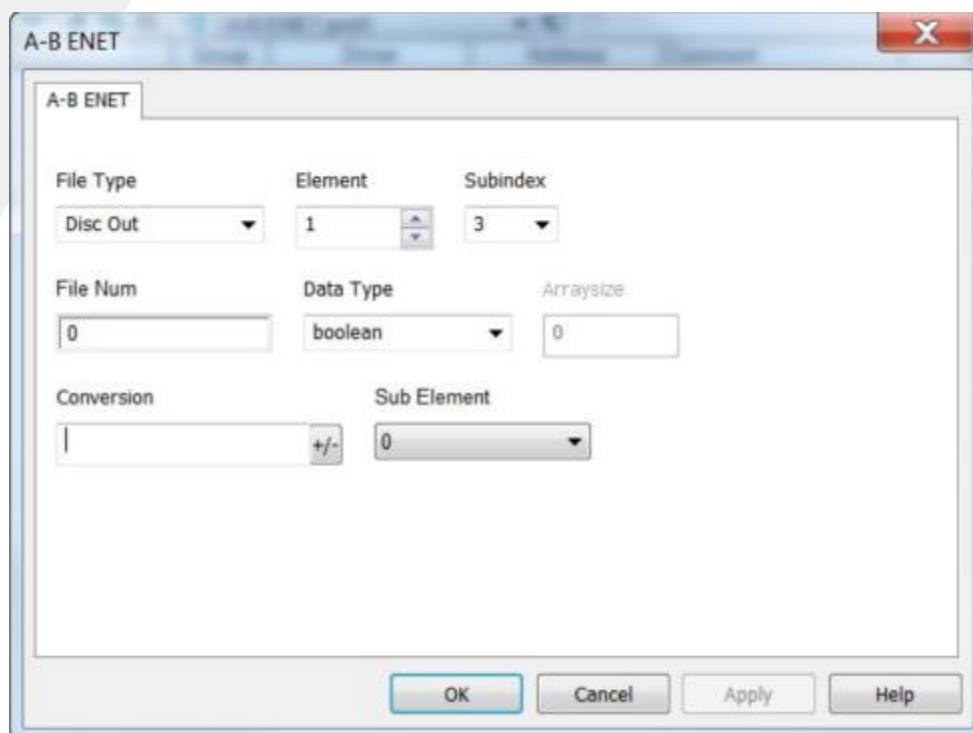 A-B ENET
A-B ENET
File Type Element Subindex
Disc Out 1 3
File Num Data Type Arraysize
0 boolean 0
Conversion Sub Element
+/- 0
OK Cancel Apply Help